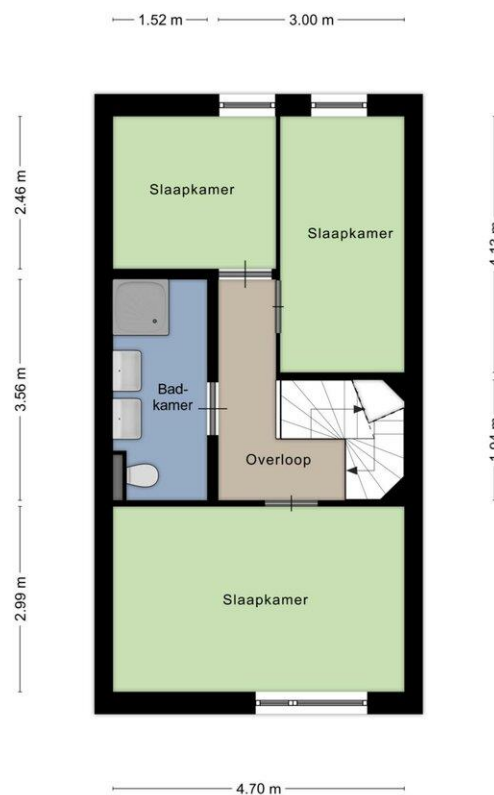 1.52 m 3.00 m
2.46 m
Slaapkamer
Slaapkamer
3.56 m
Bad-
kamer
Overloop
2.99 m
Slaapkamer
4.70 m